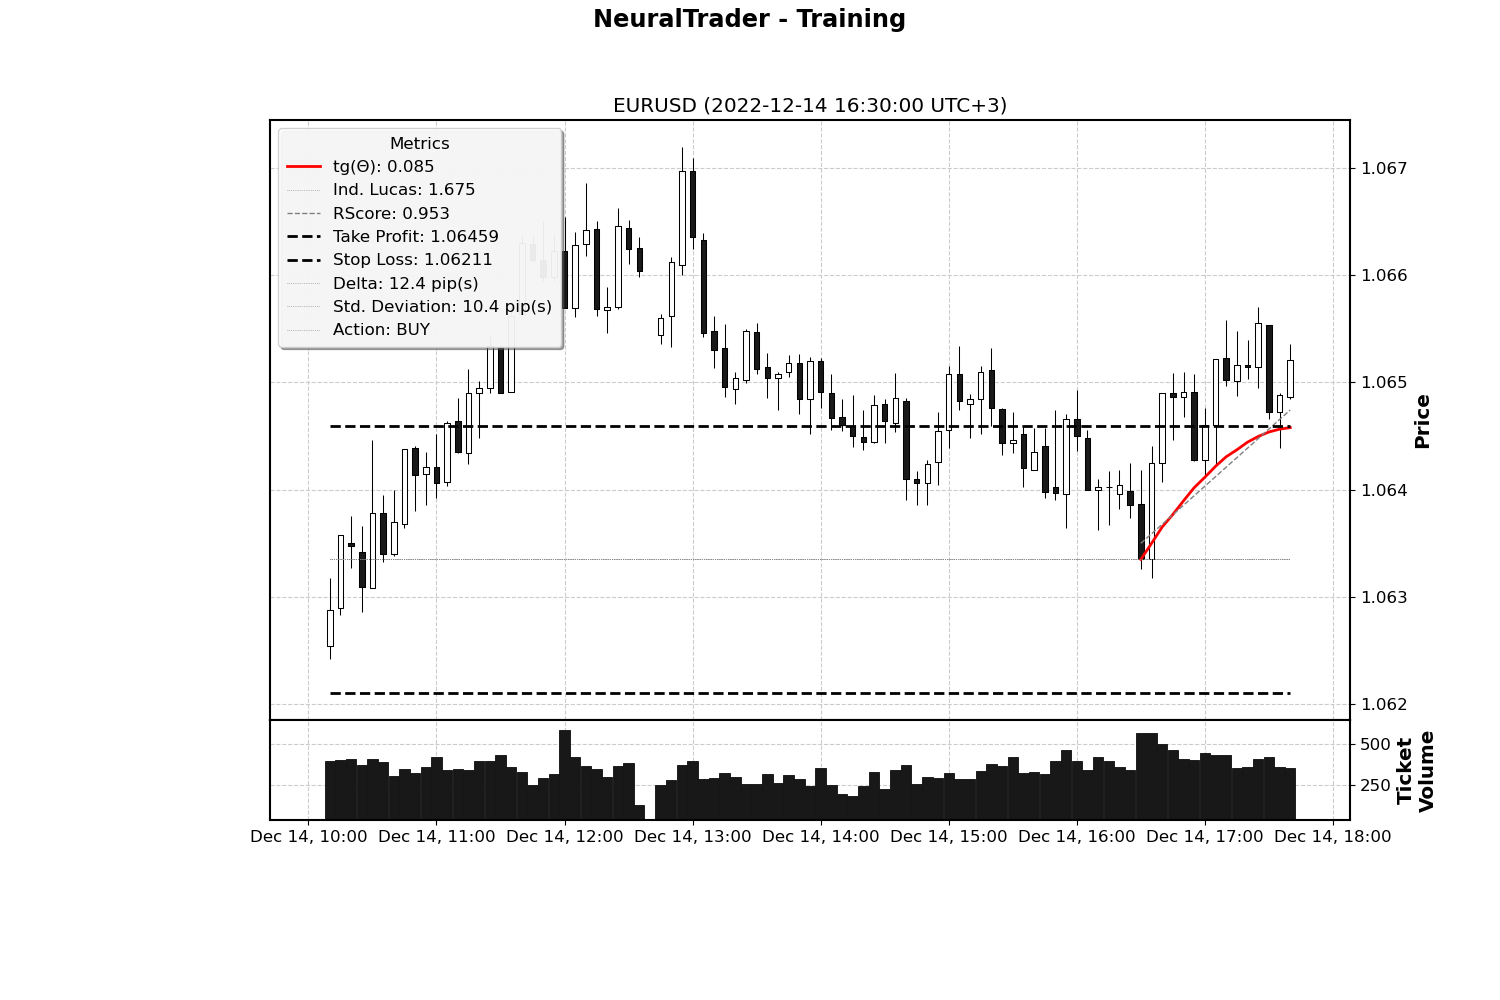 NeuralTrader - Training
EURUSD (2022-12-14 16:30:00 UTC+3)
Metrics
tg(Θ): 0.085
Ind. Lucas: 1.675
RScore: 0.953
Take Profit: 1.06459
Stop Loss: 1.06211
Delta: 12.4 pip(s)
Std. Deviation: 10.4 pip(s)
Action: BUY
1.067
1.066
1.065
1.064
1.063
1.062
Price
500
250
Ticket
Volume
Dec 14, 10:00 Dec 14, 11:00 Dec 14, 12:00 Dec 14, 13:00 Dec 14, 14:00 Dec 14, 15:00 Dec 14, 16:00 Dec 14, 17:00 Dec 14, 18:00